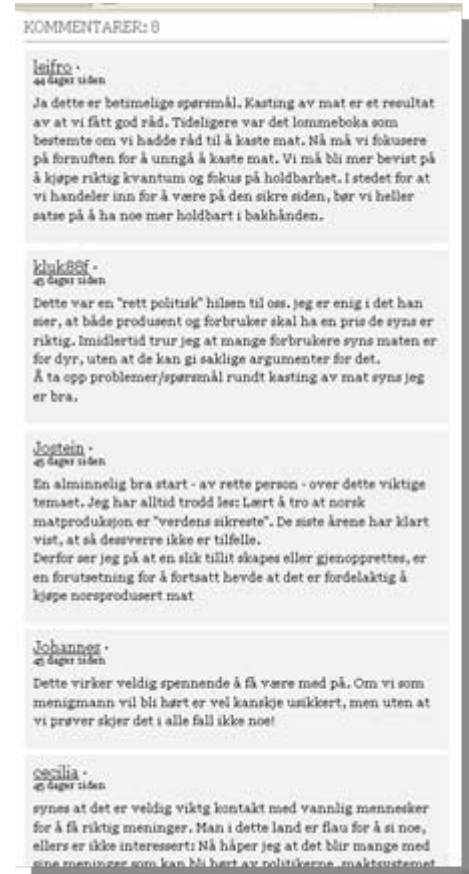 KOMMENTARER: 8
leifro ·
44 dager siden
Ja dette er betimelige spørsmål. Kasting av mat er et resultat
av at vi fått god råd. Tideligere var det lommeboka som
bestemte om vi hadde råd til å kaste mat. Nå må vi fokusere
på fornuften for å unngå å kaste mat. Vi må bli mer bevist på
å kjøpe riktig kvantum og fokus på holdbarhet. I stedet for at
vi handeler inn for å være på den sikre siden, bør vi heller
satse på å ha noe mer holdbart i bakhånden.
kluk88f ·
45 dager siden
Dette var en "rett politisk" hilsen til oss. jeg er enig i det han
sier, at både produsent og forbruker skal ha en pris de syns er
riktig. Imidlertid trur jeg at mange forbrukere syns maten er
for dyr, uten at de kan gi saklige argumenter for det.
Å ta opp problemer/spørsmål rundt kasting av mat syns jeg
er bra.
Jostein ·
45 dager siden
En alminnelig bra start - av rette person - over dette viktige
temaet. Jeg har alltid trodd les: Lært å tro at norsk
matproduksjon er "verdens sikreste". De siste årene har klart
vist, at så dessverre ikke er tilfelle.
Derfor ser jeg på at en slik tillit skapes eller gjenopprettes, er
en forutsetning for å fortsatt hevde at det er fordelaktig å
kjøpe norsprodusert mat
Johannes ·
45 dager siden
Dette virker veldig spennende å få være med på. Om vi som
menigmann vil bli hørt er vel kanskje usikkert, men uten at
vi prøver skjer det i alle fall ikke noe!
cecilia ·
45 dager siden
synes at det er veldig viktg kontakt med vannlig mennesker
for å få riktig meninger. Man i dette land er flau for å si noe,
ellers er ikke interessert: Nå håper jeg at det blir mange med
sine meninger som kan bli hørt av politikerne, maktsystemet